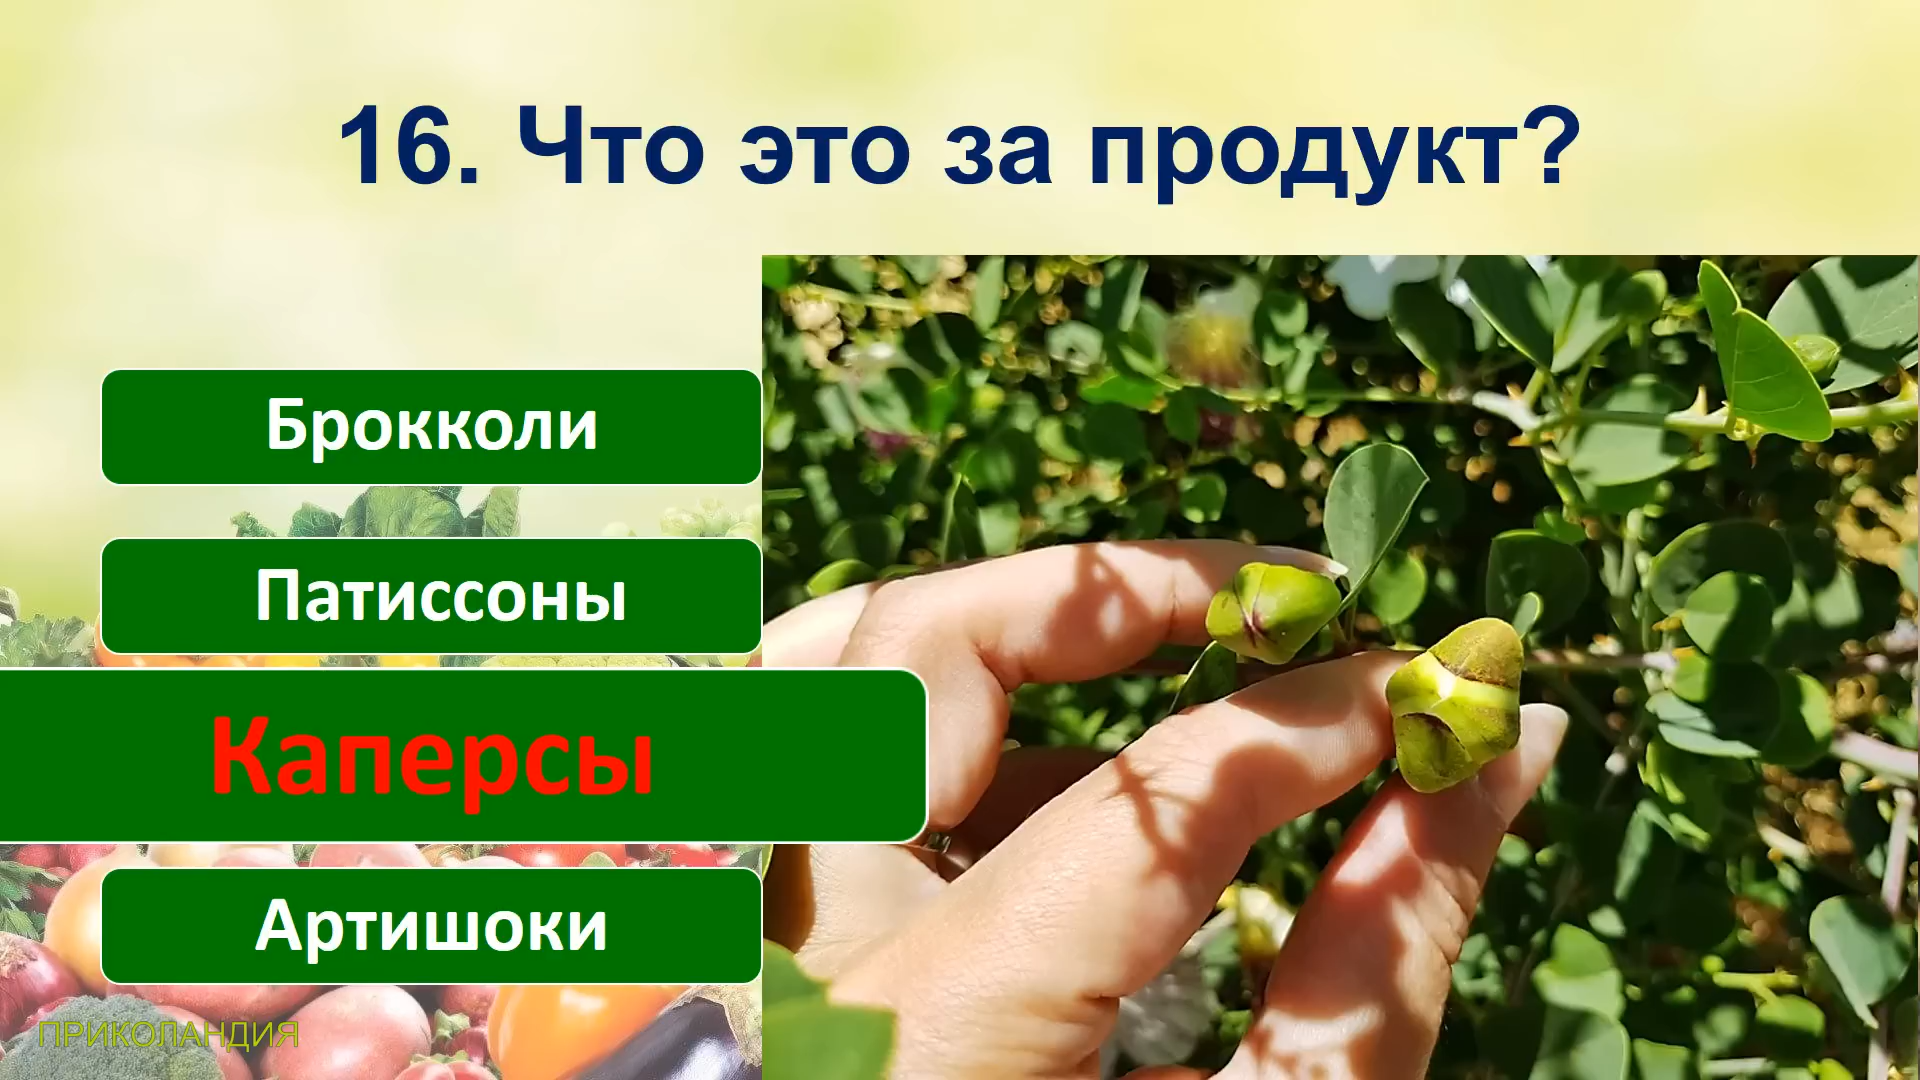 16. Что это за продукт?
Брокколи
Патиссоны
Каперсы
Артишоки
ПРИКОЛАНДИЯ